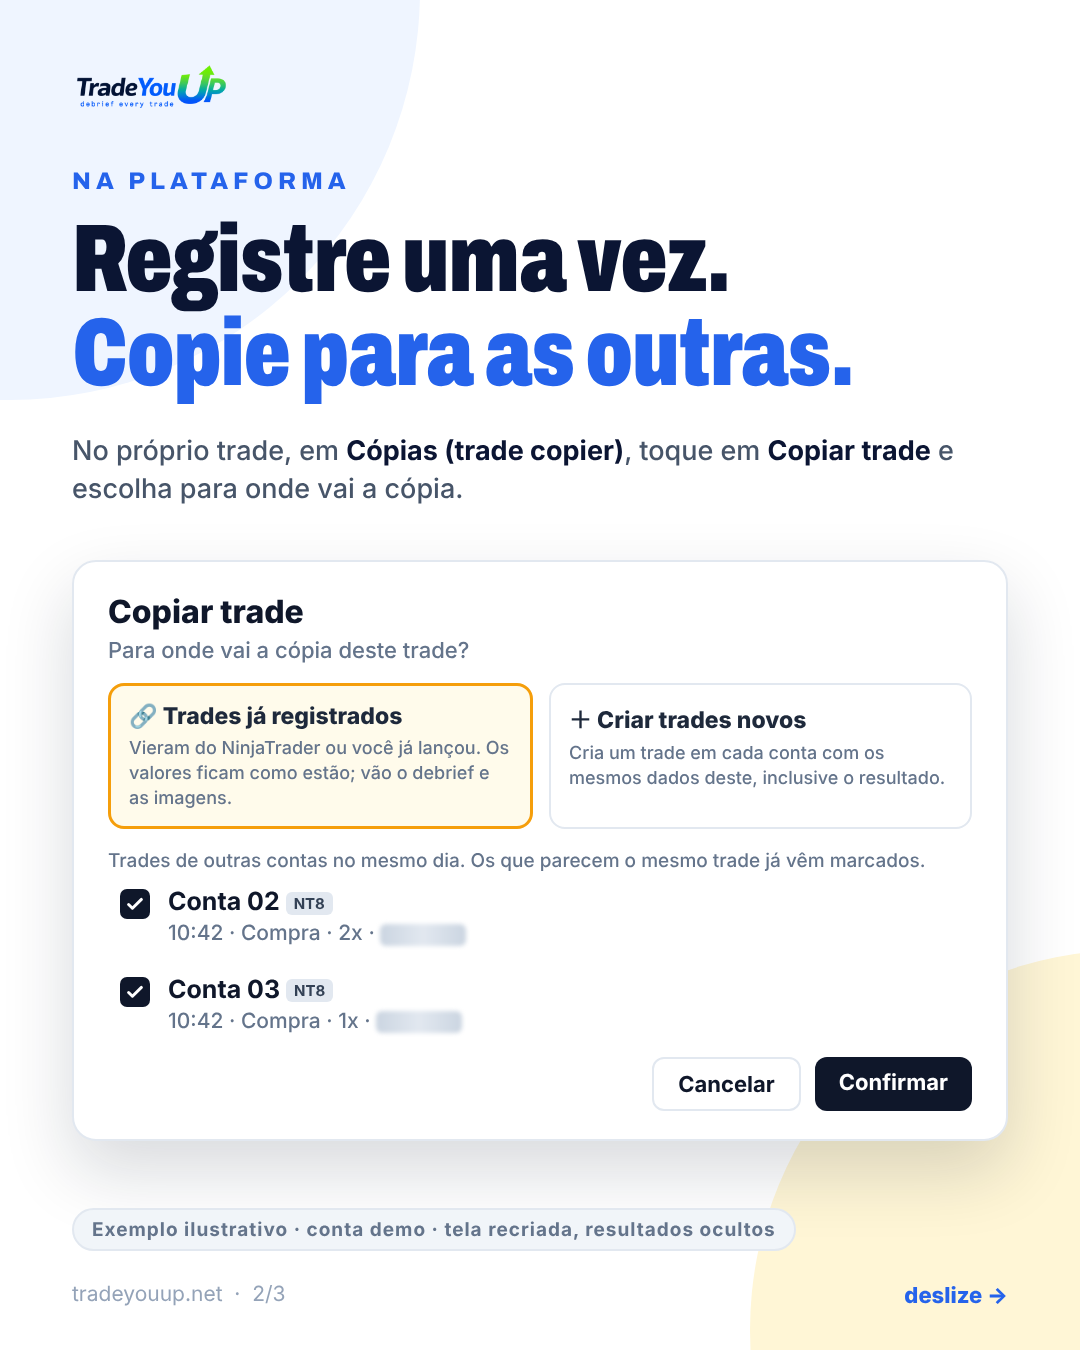 TradeYouUP
debrief every trade
NA PLATAFORMA
Registre uma vez.
Copie para as outras.
No próprio trade, em Cópias (trade copier), toque em Copiar trade e
escolha para onde vai a cópia.
Copiar trade
Para onde vai a cópia deste trade?
🔗 Trades já registrados
Vieram do NinjaTrader ou você já lançou. Os
valores ficam como estão; vão o debrief e
as imagens.
+ Criar trades novos
Cria um trade em cada conta com os
mesmos dados deste, inclusive o resultado.
Trades de outras contas no mesmo dia. Os que parecem o mesmo trade já vêm marcados.
Conta 02 NT8
10:42 · Compra · 2x ·
Conta 03 NT8
10:42 · Compra · 1x ·
Cancelar
Confirmar
Exemplo ilustrativo · conta demo · tela recriada, resultados ocultos
tradeyouup.net · 2/3
deslize →